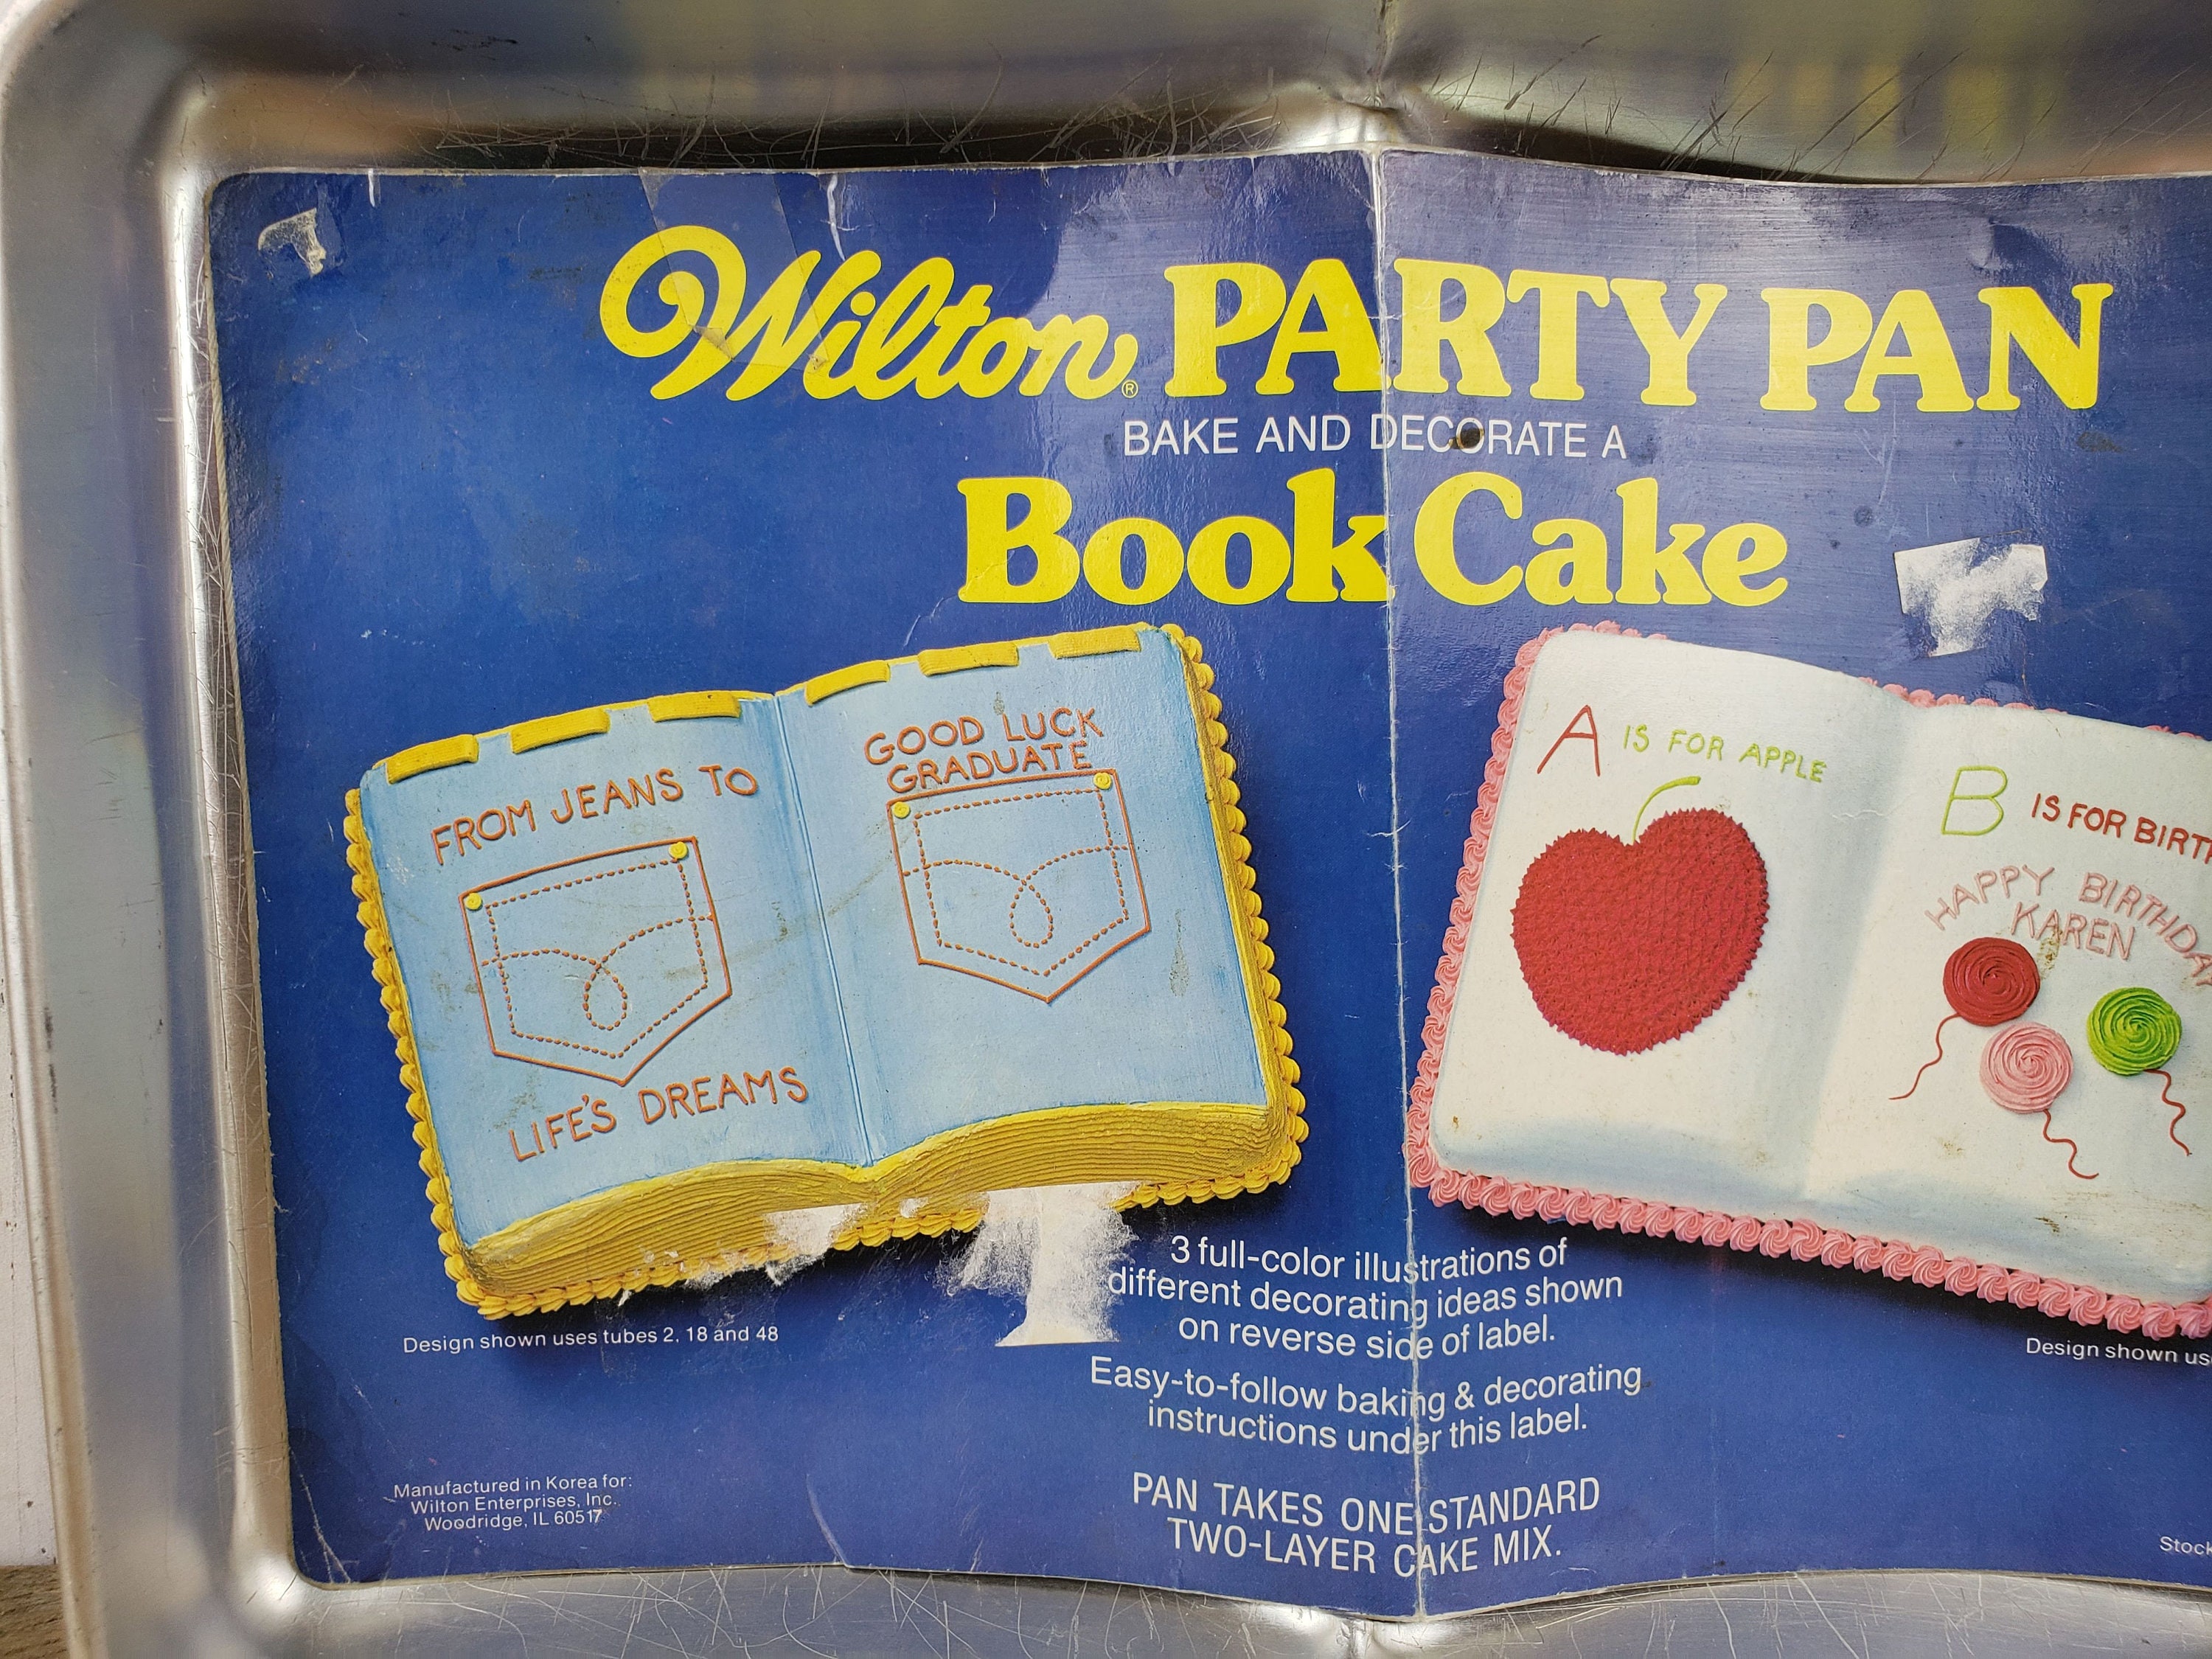 Wilton® PARTY PAN
BAKE AND DECORATE A
Book Cake
FROM JEANS TO
LIFE'S DREAMS
GOOD LUCK
GRADUATE
A IS FOR APPLE
B IS FOR BIRT
HAPPY BIRTHDAY
KAREN
Design shown uses tubes 2, 18 and 48
3 full-color illustrations of
different decorating ideas shown
on reverse side of label.
Easy-to-follow baking & decorating
instructions under this label.
PAN TAKES ONE STANDARD
TWO-LAYER CAKE MIX.
Design shown us
Manufactured in Korea for:
Wilton Enterprises, Inc.
Woodridge, IL 60517
Stock